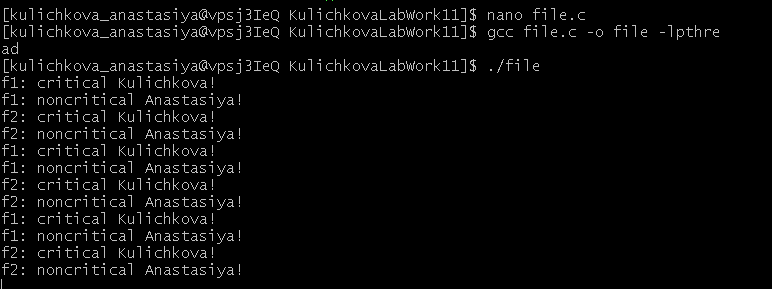 [kulichkova_anastasiya@vpsj3IeQ KulichkovaLabWork11]$ nano file.c
[kulichkova_anastasiya@vpsj3IeQ KulichkovaLabWork11]$ gcc file.c -o file -lpthre
ad
[kulichkova_anastasiya@vpsj3IeQ KulichkovaLabWork11]$ ./file
f1: critical Kulichkova!
f1: noncritical Anastasiya!
f2: critical Kulichkova!
f2: noncritical Anastasiya!
f1: critical Kulichkova!
f1: noncritical Anastasiya!
f2: critical Kulichkova!
f2: noncritical Anastasiya!
f1: critical Kulichkova!
f1: noncritical Anastasiya!
f2: critical Kulichkova!
f2: noncritical Anastasiya!